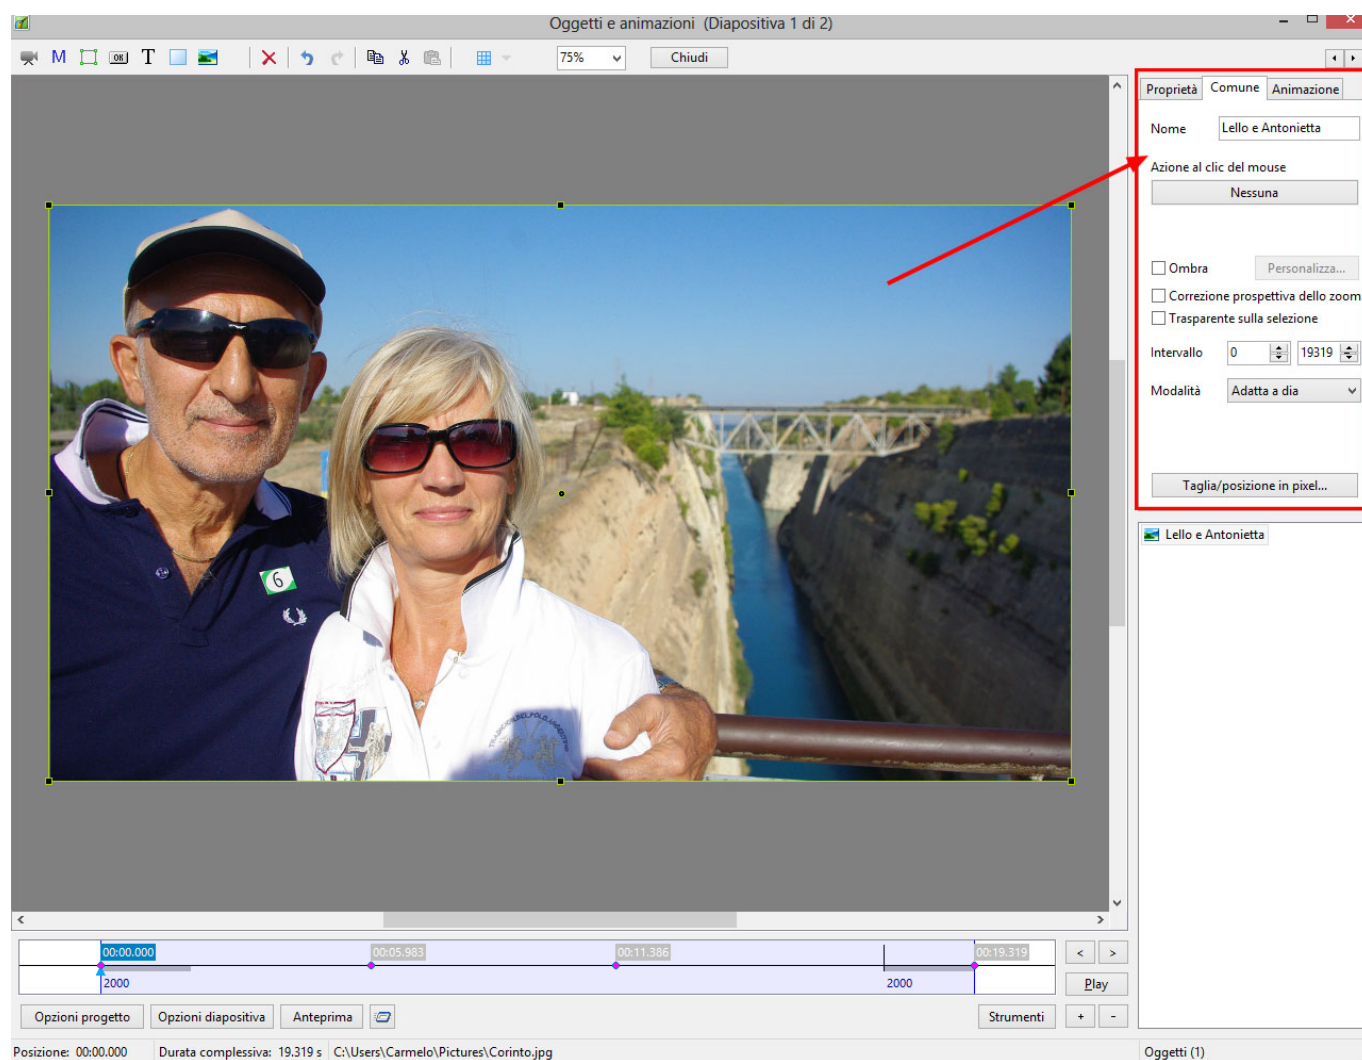 Oggetti e animazioni (Diapositiva 1 di 2)
M OK T 75% Chiudi
Proprietà Comune Animazione
Nome Lello e Antonietta
Azione al clic del mouse
Nessuna
Ombra Personalizza...
Correzione prospettiva dello zoom
Trasparente sulla selezione
Intervallo 0 19319
Modalità Adatta a dia
Taglia/posizione in pixel...
Lello e Antonietta
6
00:00.000 00:05.983 00:11.386 00:19.319
2000 2000
< >
Play
Opzioni progetto Opzioni diapositiva Anteprima Strumenti + -
Posizione: 00:00.000 Durata complessiva: 19.319 s C:\Users\Carmelo\Pictures\Corinto.jpg Oggetti (1)